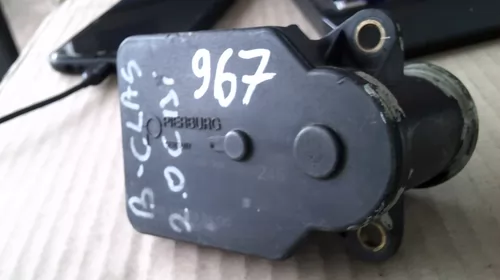 967
B-CLAS
2.0 CDI
PIERBURG